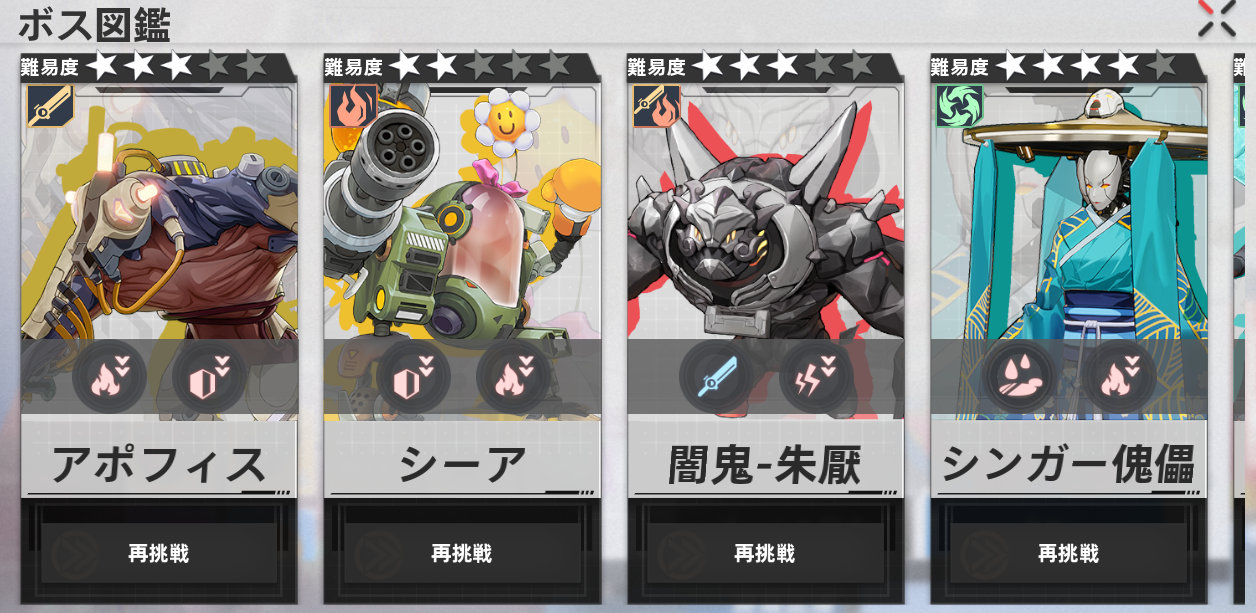 ボス図鑑
難易度
難易度
難易度
難易度
アポフィス
シーア
闇鬼-朱厭
シンガー傀儡
再挑戦
再挑戦
再挑戦
再挑戦